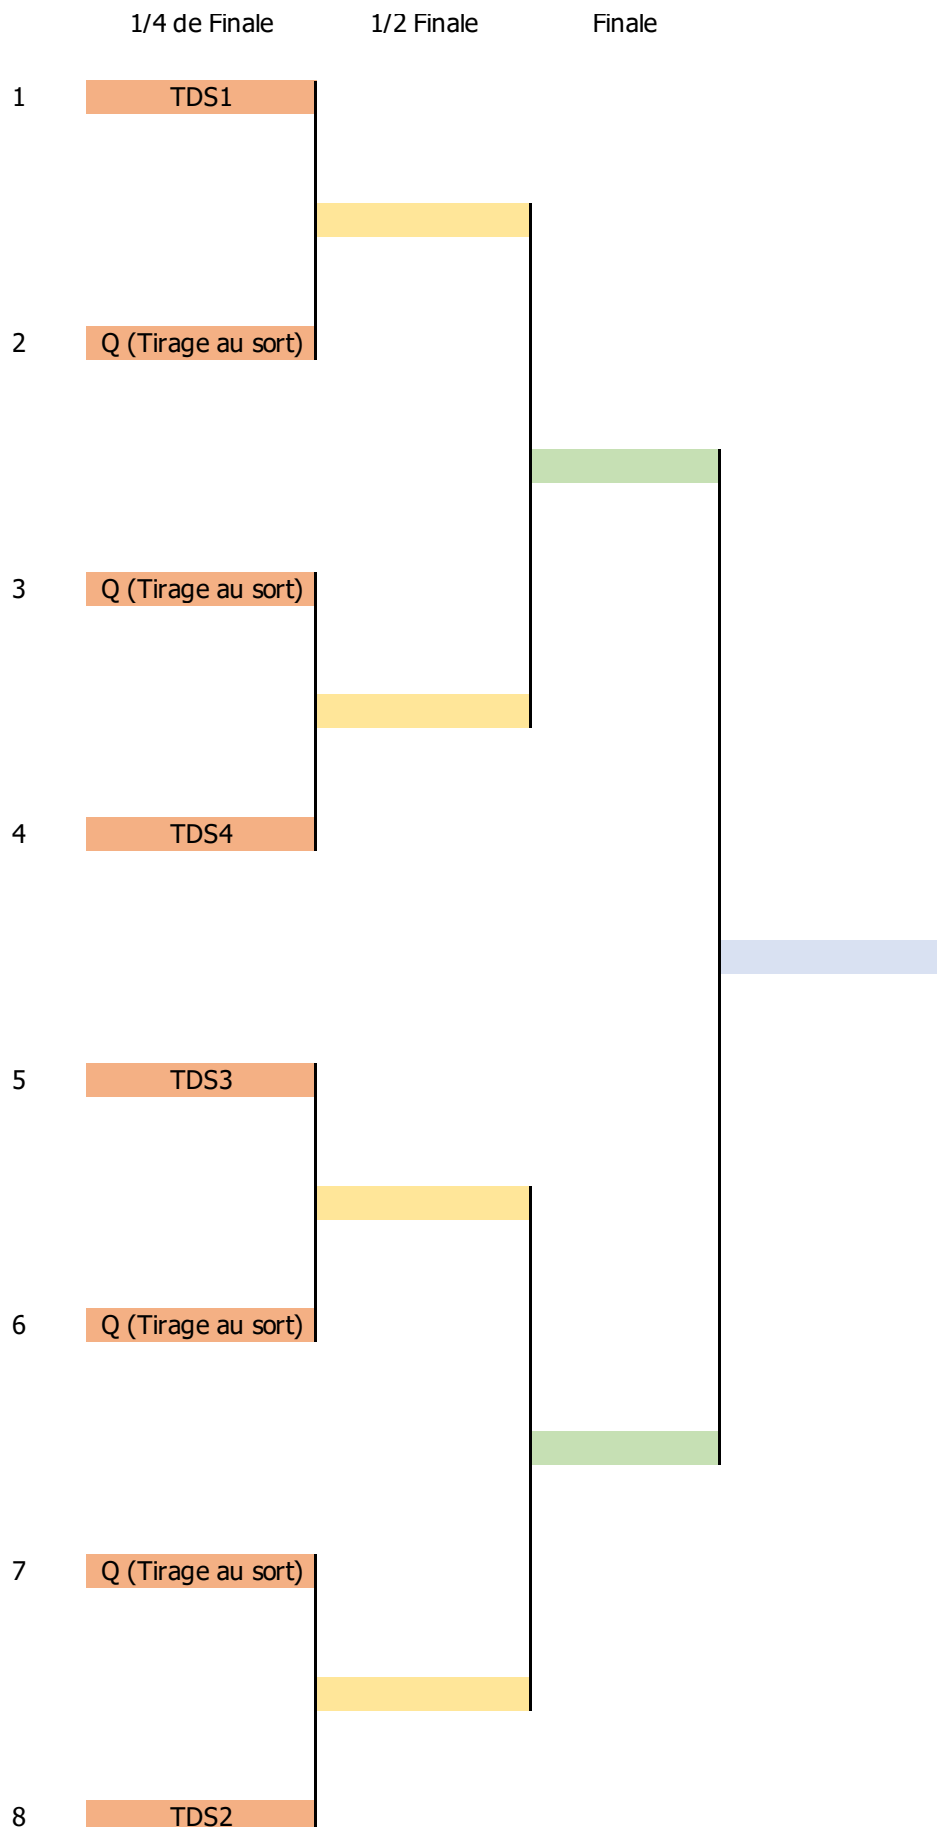 1/4 de Finale 1/2 Finale Finale
1 TDS1
2 Q (Tirage au sort)
3 Q (Tirage au sort)
4 TDS4
5 TDS3
6 Q (Tirage au sort)
7 Q (Tirage au sort)
8 TDS2